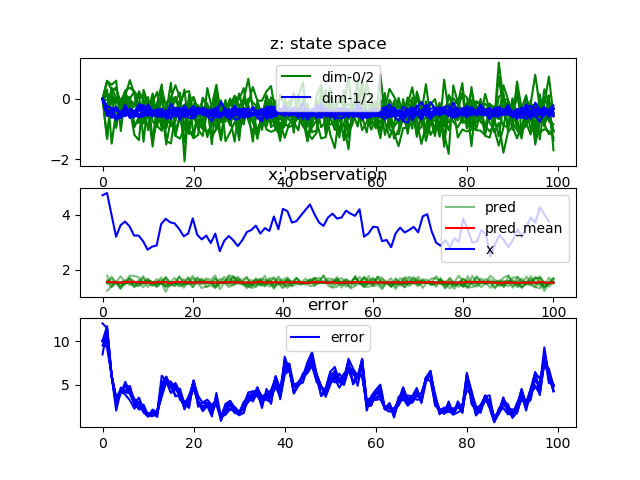 z: state space
0
−2
dim-0/2
dim-1/2
0 20 40 60 80 100
x: observation
4
2
pred
pred_mean
x
0 20 40 60 80 100
error
10
5
error
0 20 40 60 80 100